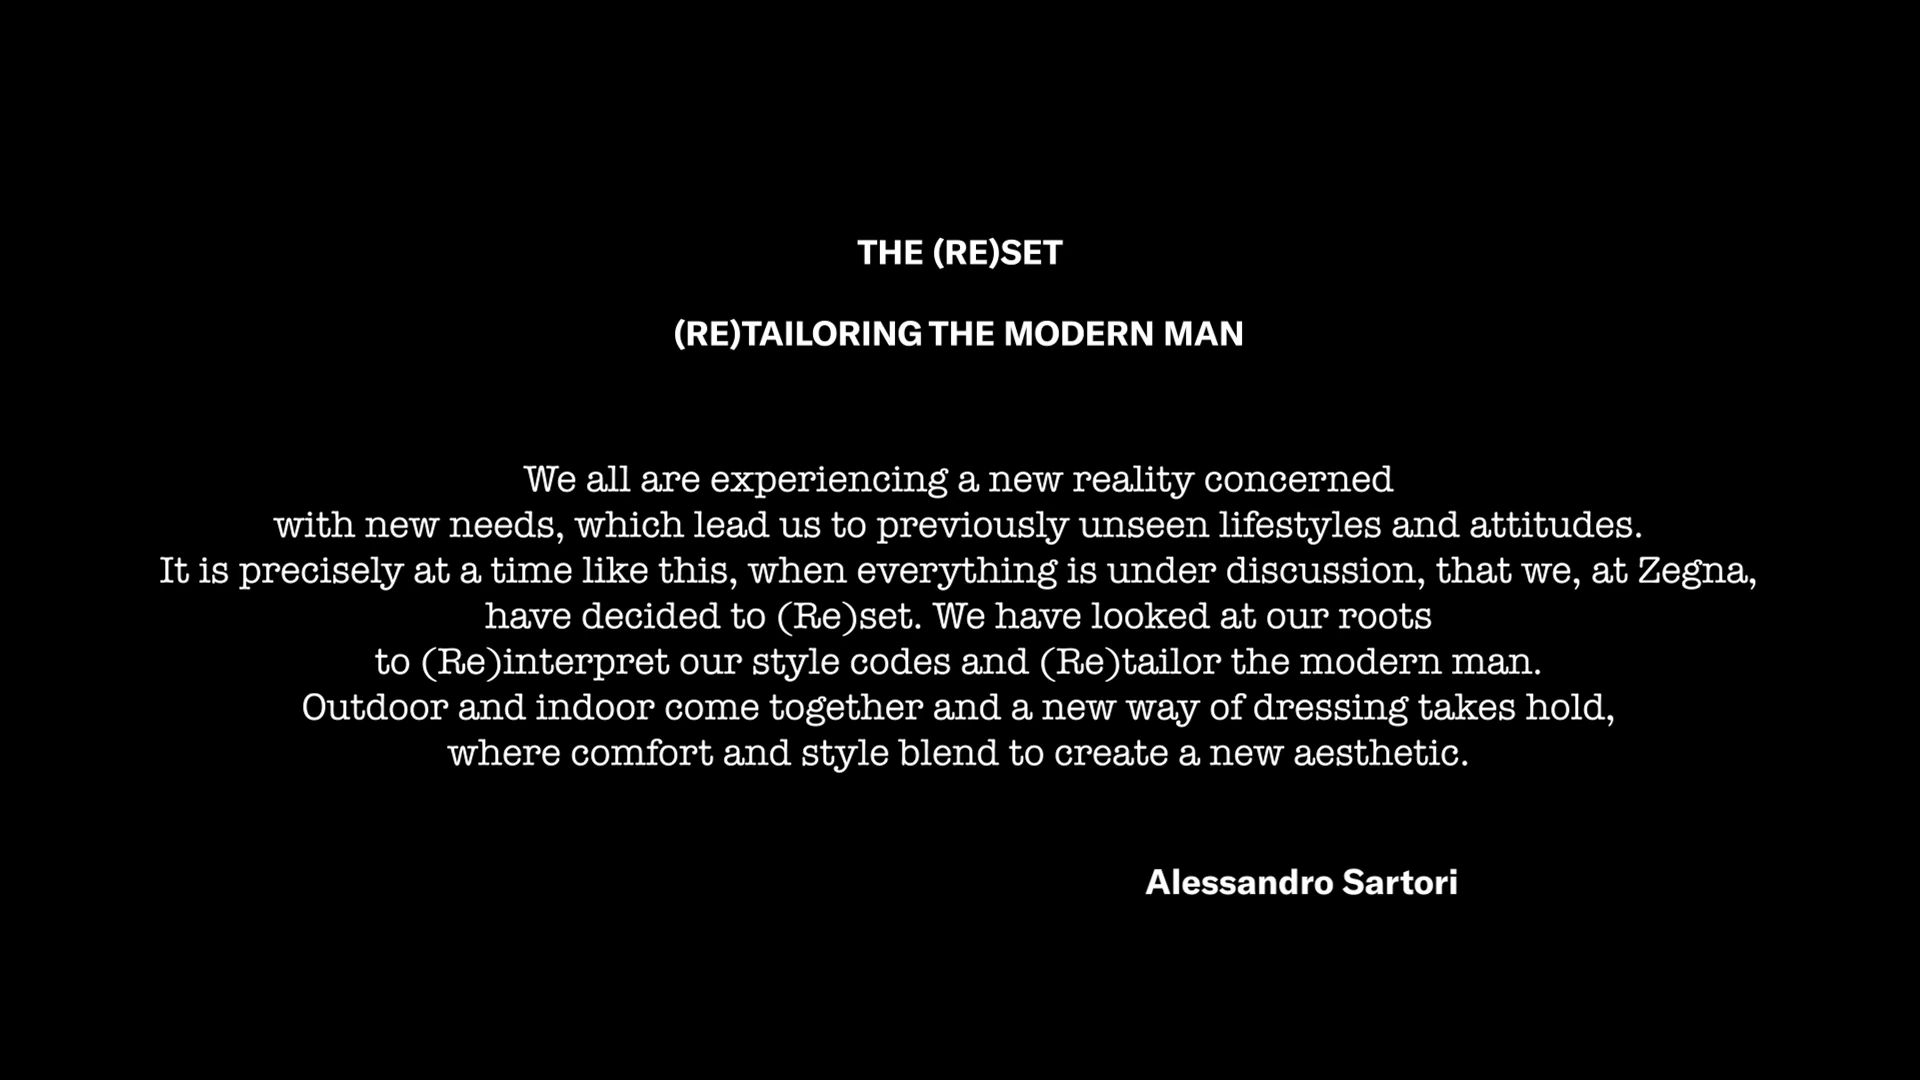 THE (RE)SET
(RE)TAILORING THE MODERN MAN
We all are experiencing a new reality concerned
with new needs, which lead us to previously unseen lifestyles and attitudes.
It is precisely at a time like this, when everything is under discussion, that we, at Zegna,
have decided to (Re)set. We have looked at our roots
to (Re)interpret our style codes and (Re)tailor the modern man.
Outdoor and indoor come together and a new way of dressing takes hold,
where comfort and style blend to create a new aesthetic.
Alessandro Sartori